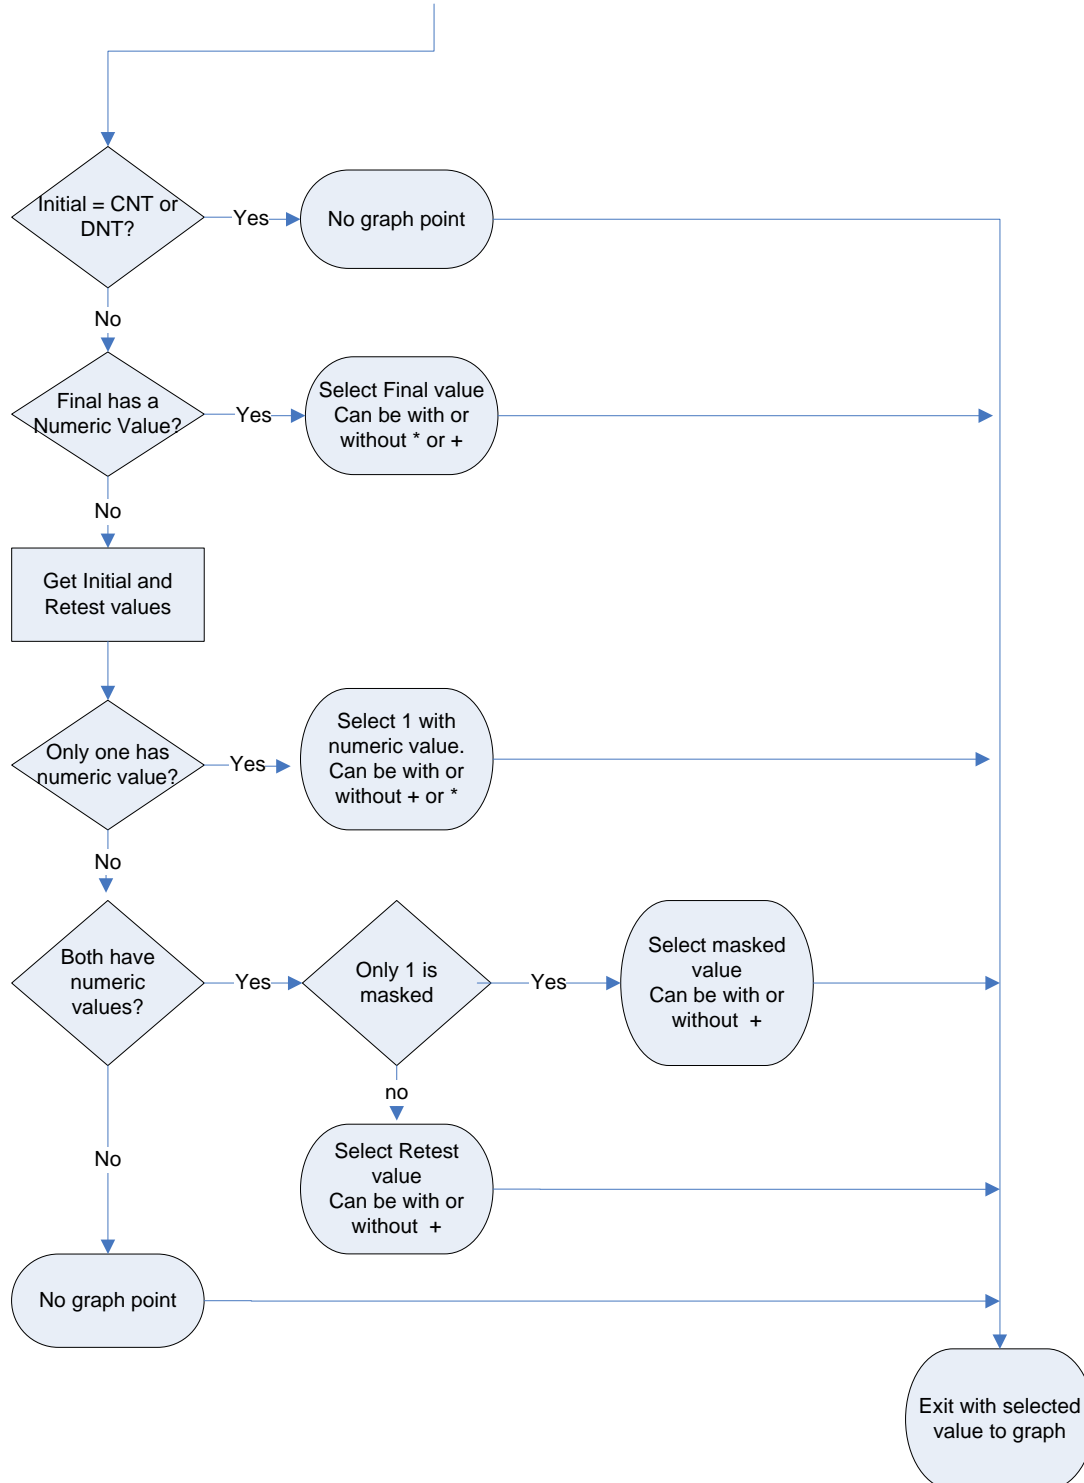 Initial = CNT or
DNT?
Yes
No graph point
No
Final has a
Numeric Value?
Yes
Select Final value
Can be with or
without * or +
No
Get Initial and
Retest values
Only one has
numeric value?
Yes
Select 1 with
numeric value.
Can be with or
without + or *
No
Both have
numeric
values?
Yes
Only 1 is
masked
Yes
Select masked
value
Can be with or
without +
no
Select Retest
value
Can be with or
without +
No
No graph point
Exit with selected
value to graph